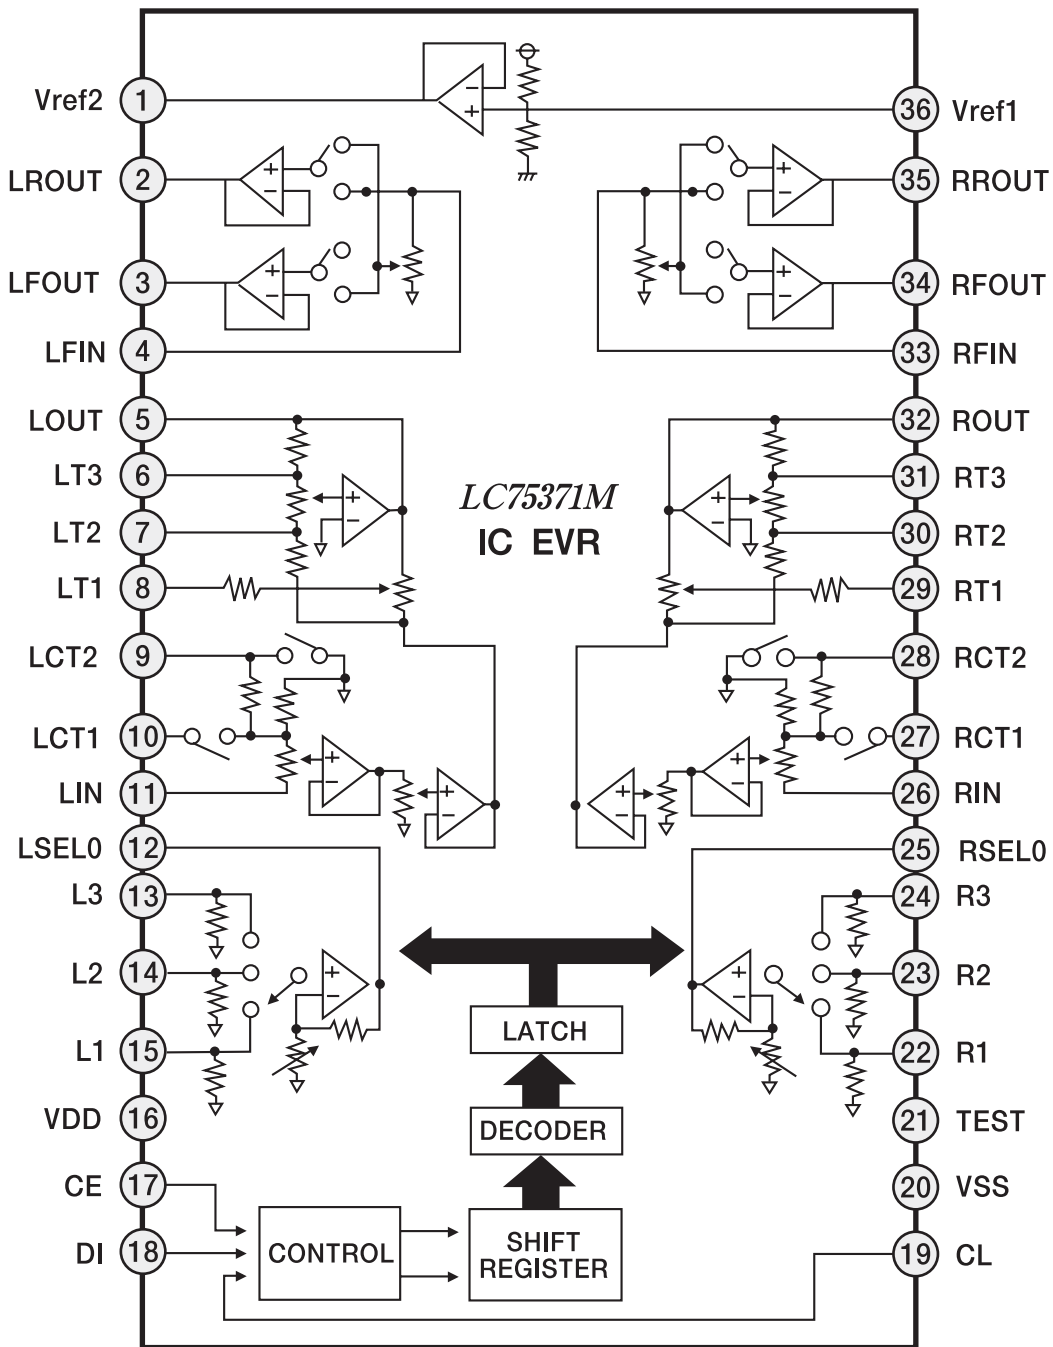 Vref2 1
36 Vref1
LROUT 2
35 RROUT
LFOUT 3
34 RFOUT
LFIN 4
33 RFIN
LOUT 5
32 ROUT
LT3 6
31 RT3
LC75371M
IC EVR
LT2 7
30 RT2
LT1 8
29 RT1
LCT2 9
28 RCT2
LCT1 10
27 RCT1
LIN 11
26 RIN
LSEL0 12
25 RSEL0
L3 13
24 R3
L2 14
23 R2
LATCH
L1 15
22 R1
VDD 16
21 TEST
DECODER
CE 17
20 VSS
DI 18
19 CL
CONTROL
SHIFT
REGISTER
+
−
+
−
+
−
+
−
+
−
+
−
+
−
+
−
+
−
+
−
+
−
+
−
+
−